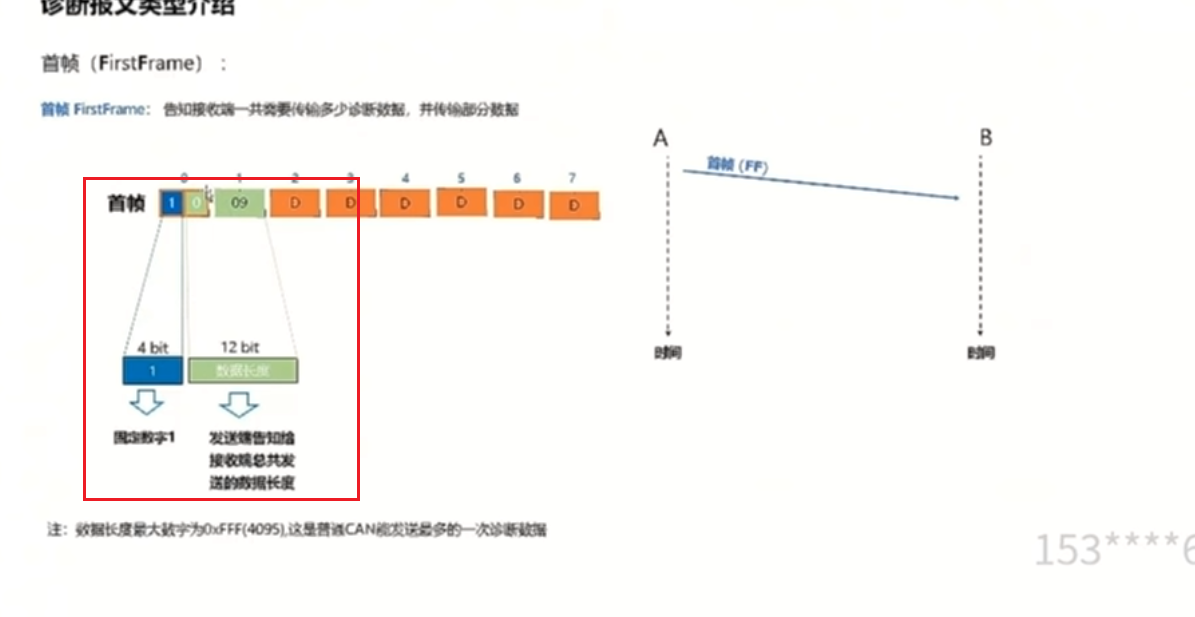 诊断报文类型介绍
首帧（FirstFrame）：
首帧 FirstFrame： 告知接收端一共需要传输多少诊断数据，并传输部分数据
A
B
首帧 (FF)
0 1 2 3 4 5 6 7
首帧 1 0 09 D D D D D D
4 bit 12 bit
1 数据长度
时间
时间
固定数字1
发送端告知给
接收端总共发
送的数据长度
注：数据长度最大数字为0xFFF(4095),这是普通CAN能发送最多的一次诊断数据
153****6